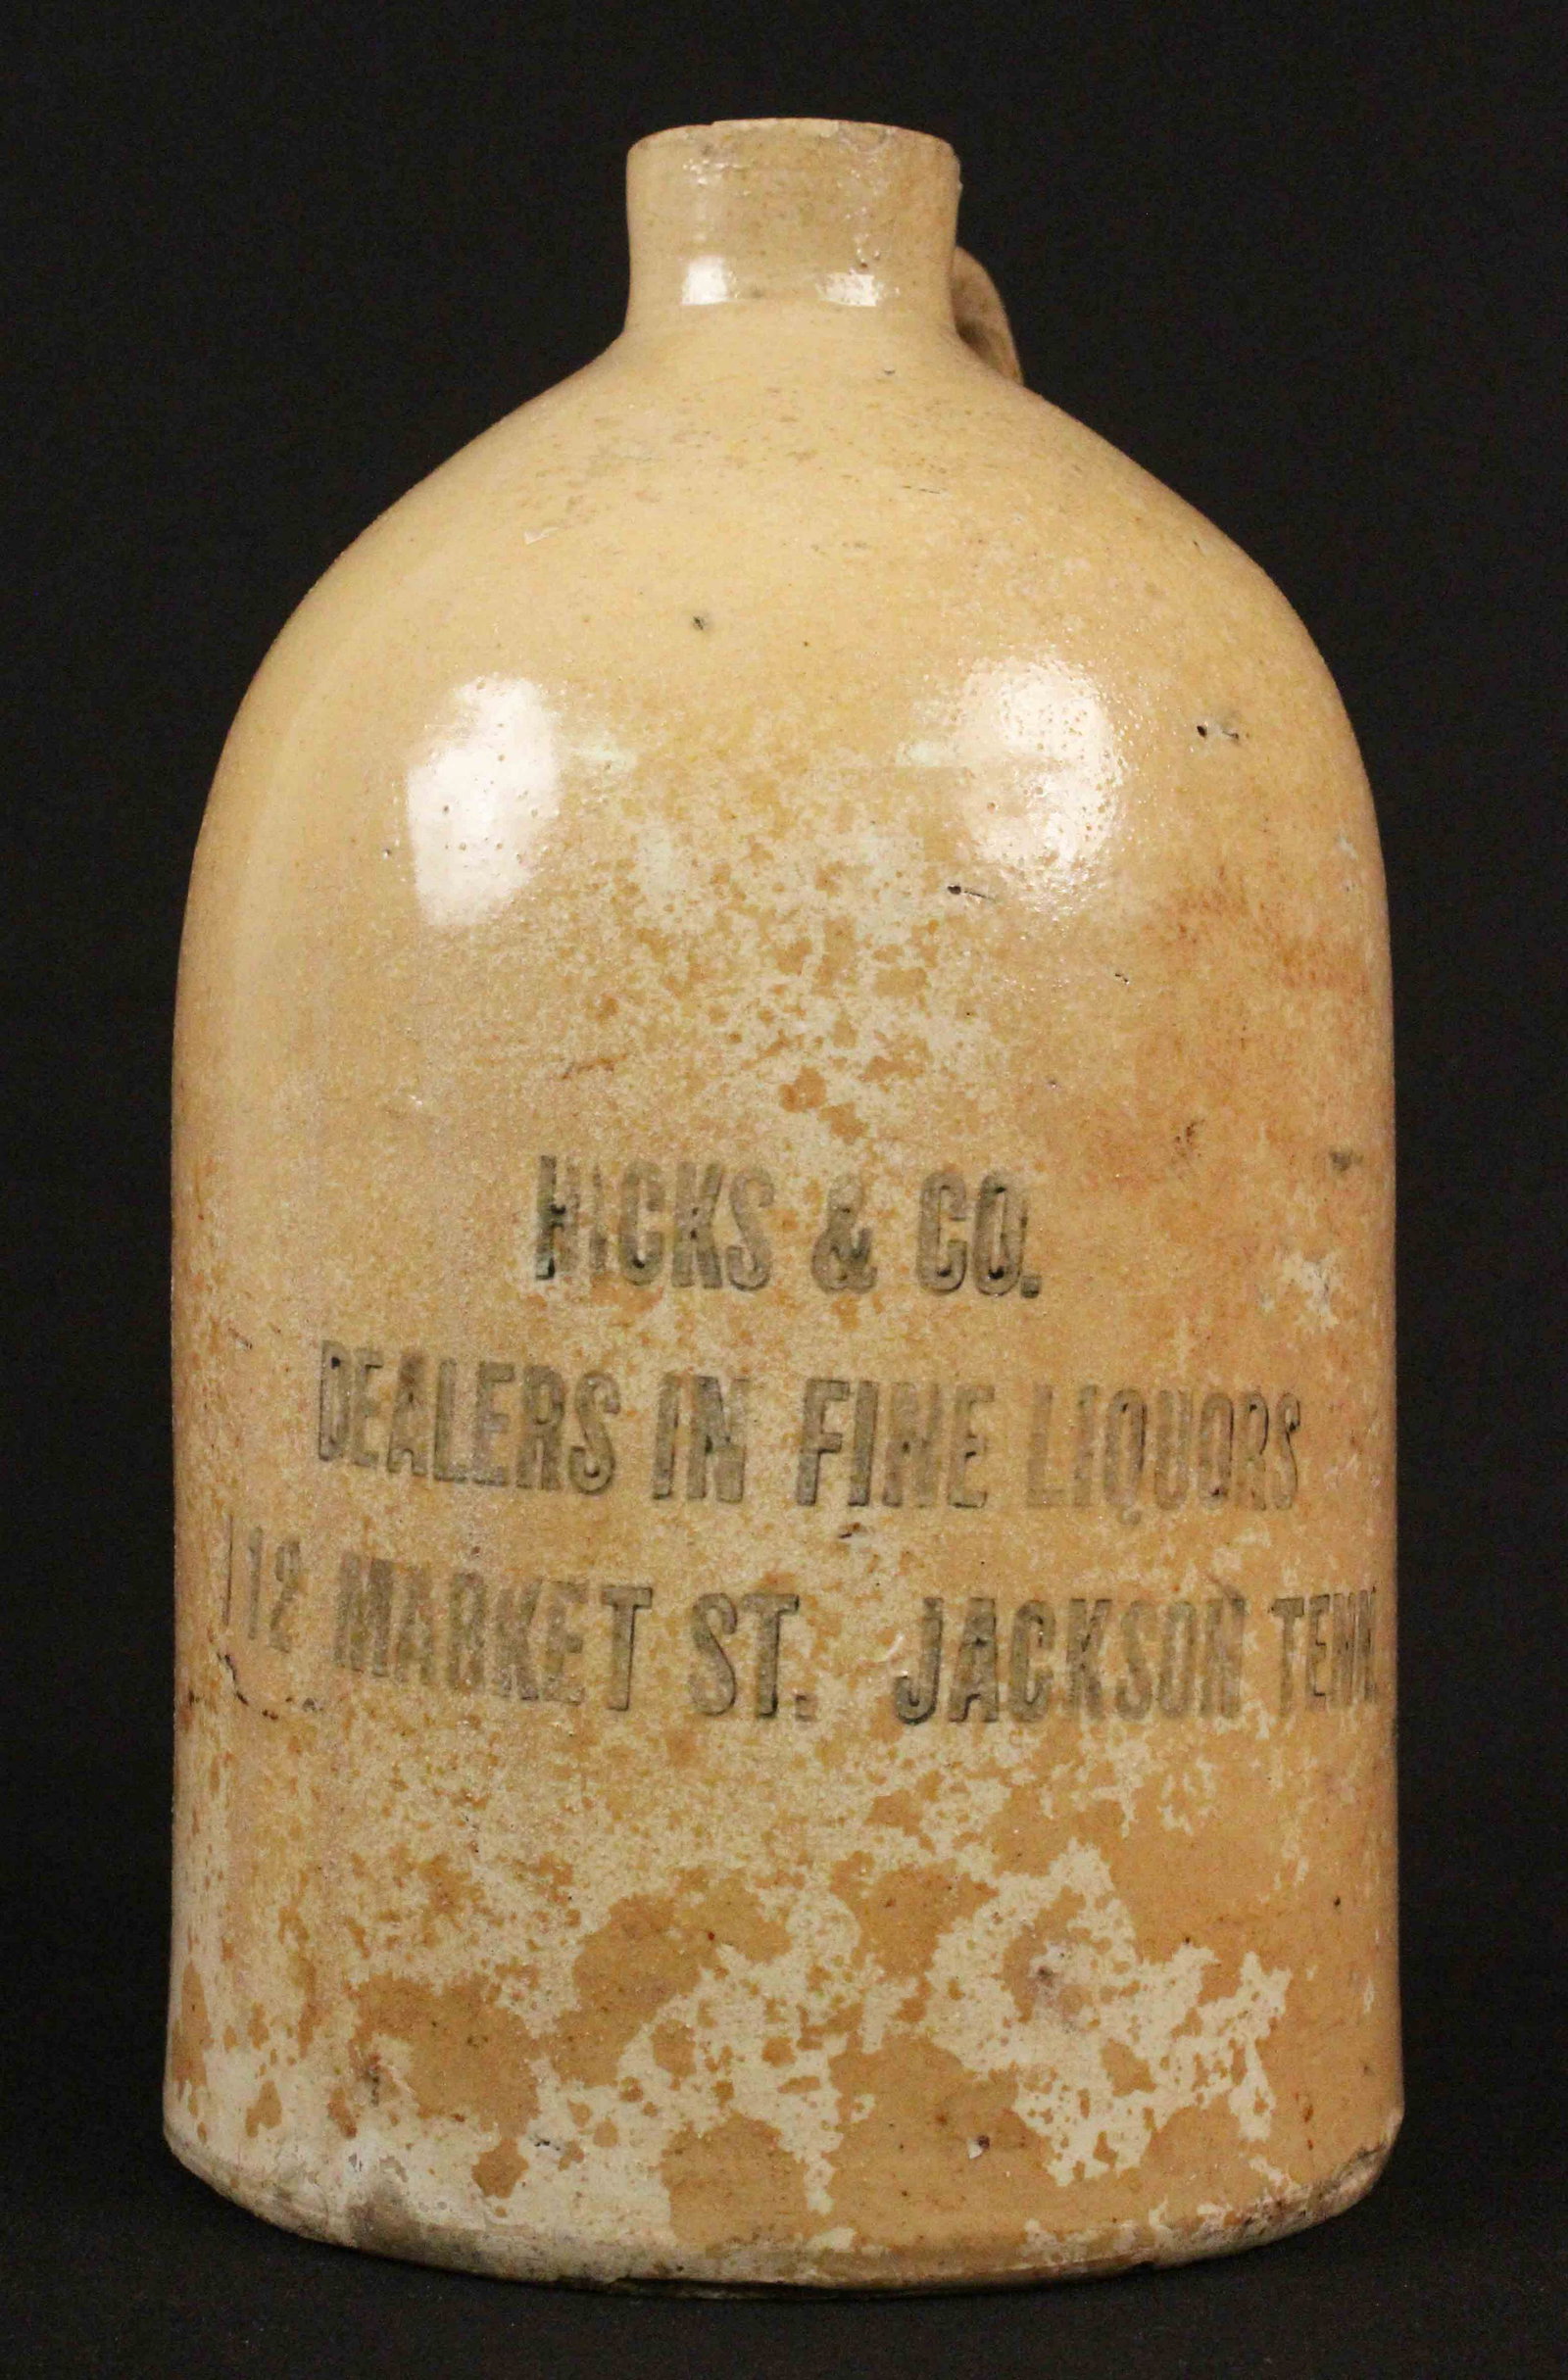 HICKS & CO.
DEALERS IN FINE LIQUORS
112 MARKET ST. JACKSON TENN.